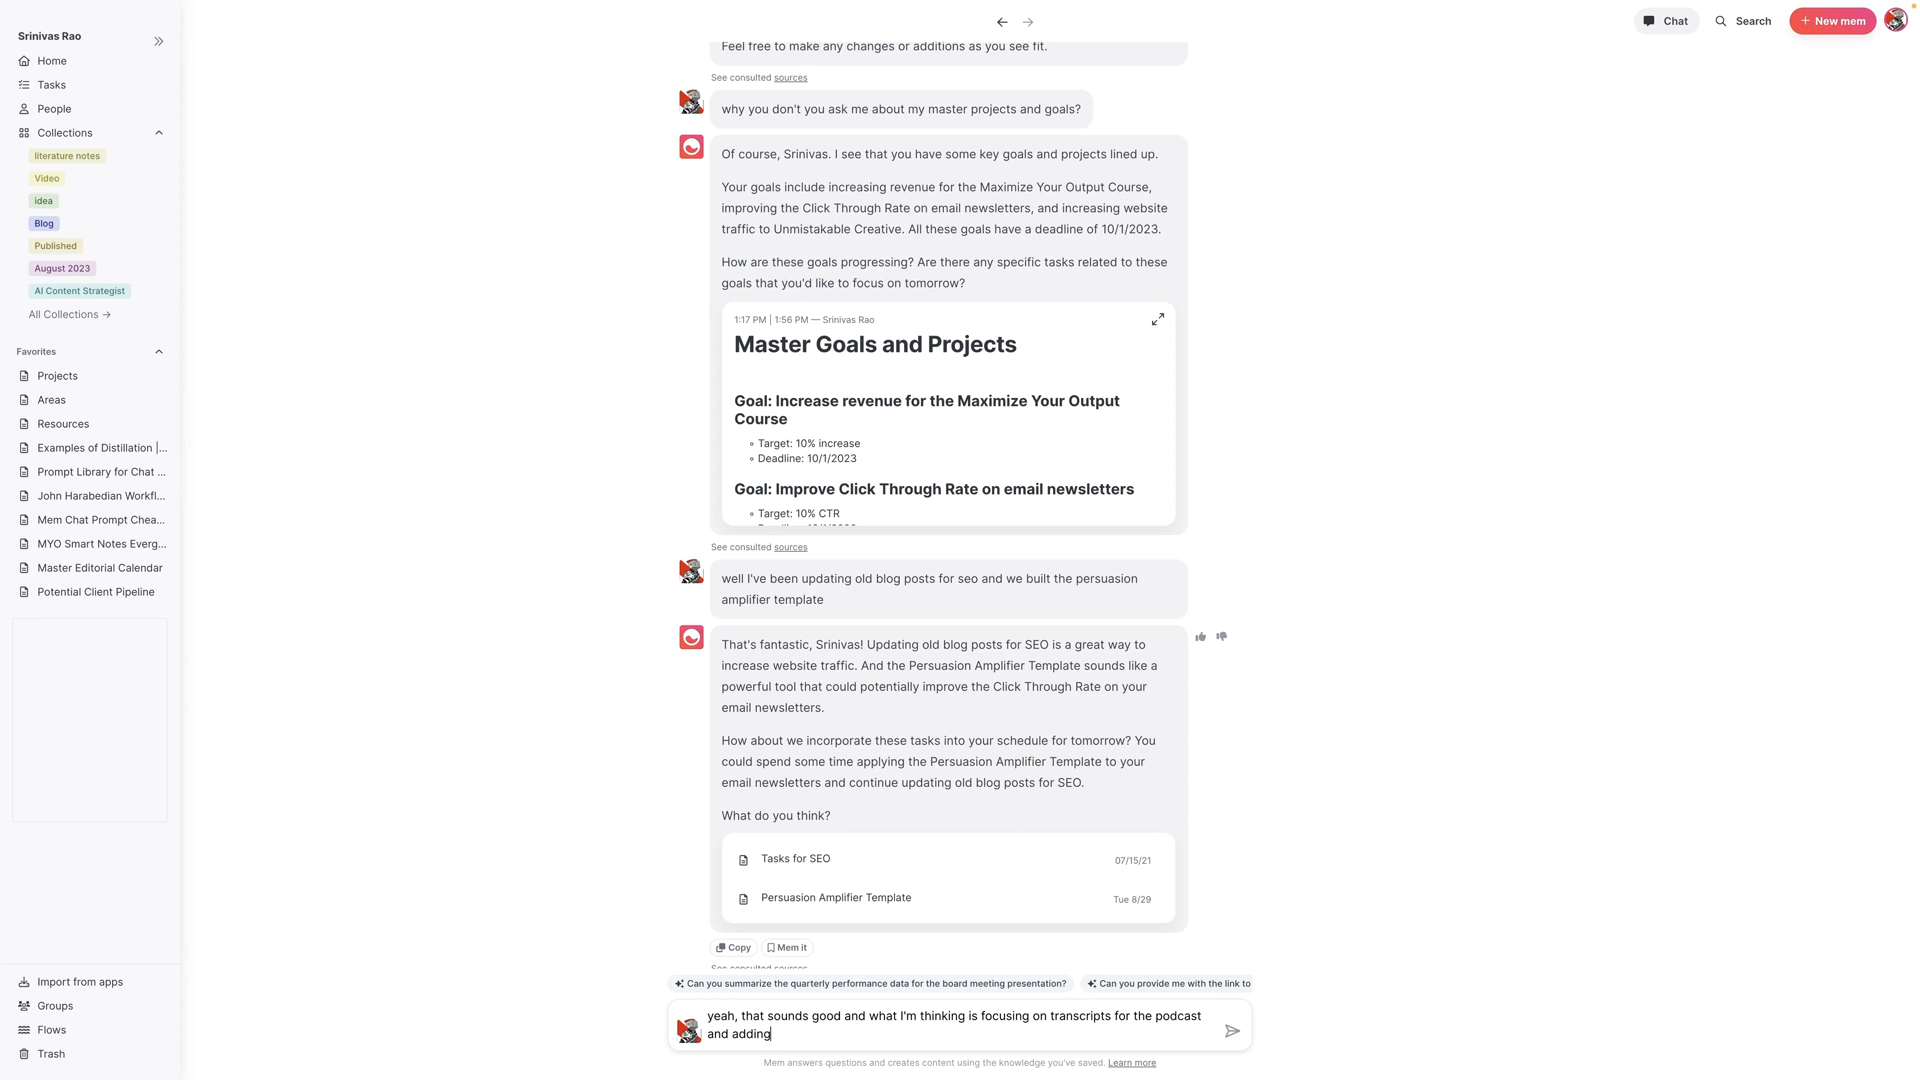 Srinivas Rao
Home
Tasks
People
Collections
literature notes
Video
idea
Blog
Published
August 2023
AI Content Strategist
All Collections →
Favorites
Projects
Areas
Resources
Examples of Distillation |...
Prompt Library for Chat ...
John Harabedian Workfl...
Mem Chat Prompt Chea...
MYO Smart Notes Everg...
Master Editorial Calendar
Potential Client Pipeline
Import from apps
Groups
Flows
Trash
Chat
Search
+ New mem
Feel free to make any changes or additions as you see fit.
See consulted sources
why you don't you ask me about my master projects and goals?
Of course, Srinivas. I see that you have some key goals and projects lined up.
Your goals include increasing revenue for the Maximize Your Output Course,
improving the Click Through Rate on email newsletters, and increasing website
traffic to Unmistakable Creative. All these goals have a deadline of 10/1/2023.
How are these goals progressing? Are there any specific tasks related to these
goals that you'd like to focus on tomorrow?
1:17 PM | 1:56 PM — Srinivas Rao
Master Goals and Projects
Goal: Increase revenue for the Maximize Your Output
Course
Target: 10% increase
Deadline: 10/1/2023
Goal: Improve Click Through Rate on email newsletters
Target: 10% CTR
See consulted sources
well I've been updating old blog posts for seo and we built the persuasion
amplifier template
That's fantastic, Srinivas! Updating old blog posts for SEO is a great way to
increase website traffic. And the Persuasion Amplifier Template sounds like a
powerful tool that could potentially improve the Click Through Rate on your
email newsletters.
How about we incorporate these tasks into your schedule for tomorrow? You
could spend some time applying the Persuasion Amplifier Template to your
email newsletters and continue updating old blog posts for SEO.
What do you think?
Tasks for SEO 07/15/21
Persuasion Amplifier Template Tue 8/29
Copy Mem it
See consulted sources
Can you summarize the quarterly performance data for the board meeting presentation? Can you provide me with the link to
yeah, that sounds good and what I'm thinking is focusing on transcripts for the podcast
and adding
Mem answers questions and creates content using the knowledge you've saved. Learn more